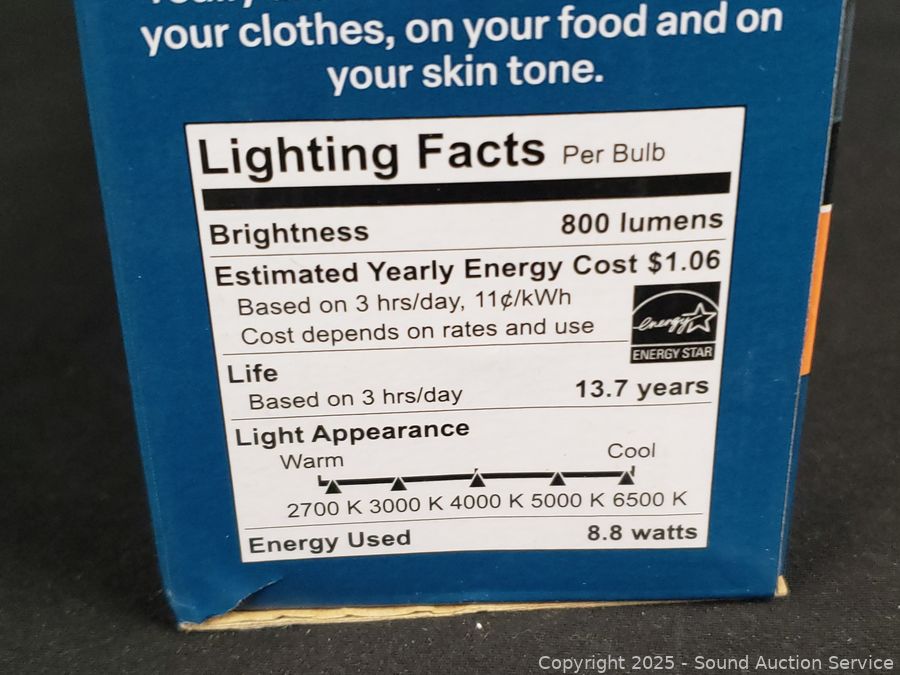 your clothes, on your food and on
your skin tone.
Lighting Facts Per Bulb
Brightness 800 lumens
Estimated Yearly Energy Cost $1.06
Based on 3 hrs/day, 11¢/kWh
Cost depends on rates and use
energy
ENERGY STAR
Life
Based on 3 hrs/day 13.7 years
Light Appearance
Warm Cool
2700 K 3000 K 4000 K 5000 K 6500 K
Energy Used 8.8 watts
Copyright 2025 - Sound Auction Service